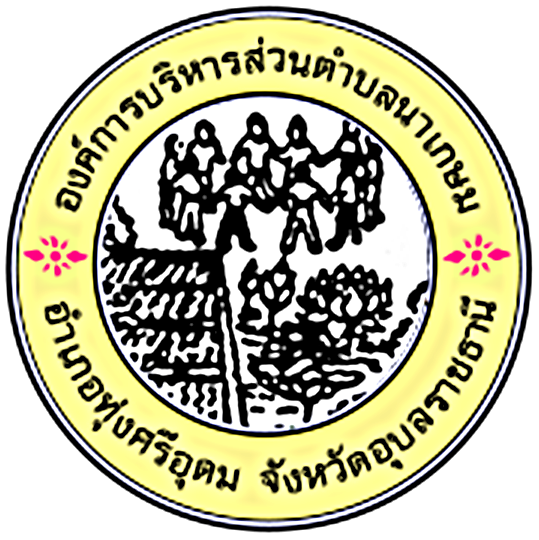 องค์การบริหารส่วนตำบลนาเกษม
อำเภอทุ่งศรีอุดม จังหวัดอุบลราชธานี